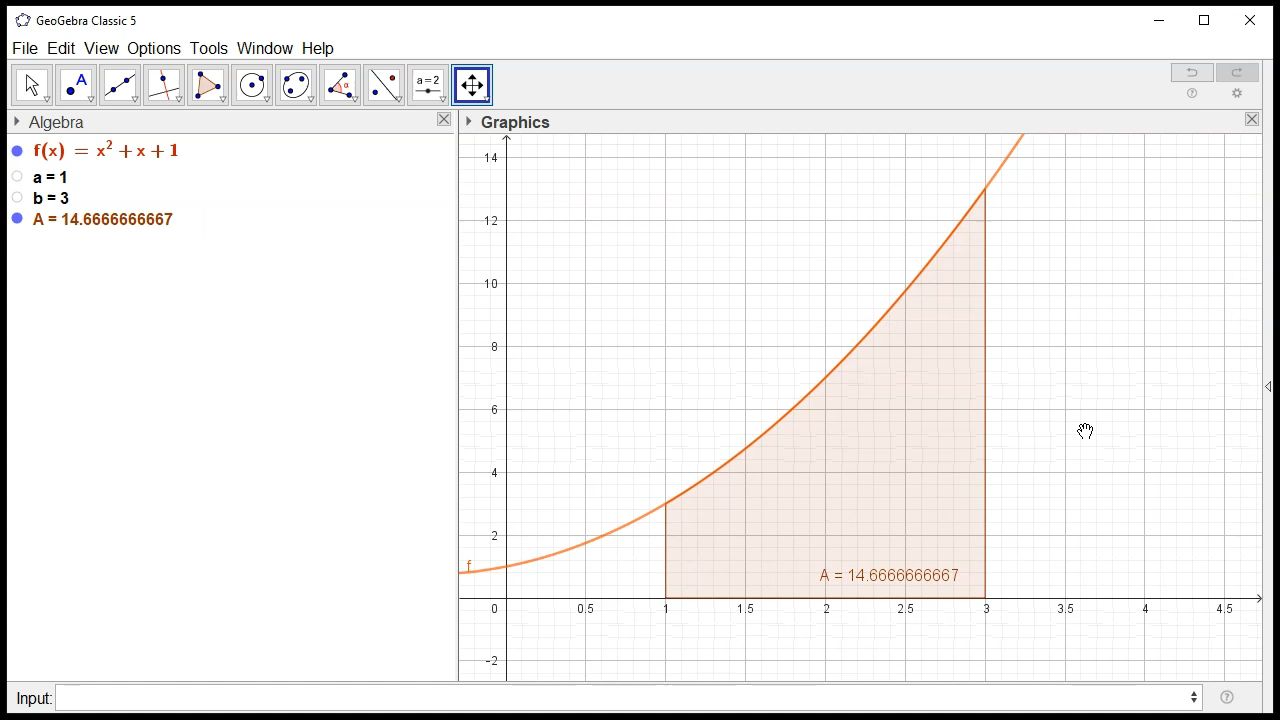 GeoGebra Classic 5
File Edit View Options Tools Window Help
A
α
a=2
Algebra
Graphics
f(x) = x² + x + 1
a = 1
b = 3
A = 14.6666666667
14
12
10
8
6
4
2
f
A = 14.6666666667
0 0.5 1 1.5 2 2.5 3 3.5 4 4.5
-2
Input: